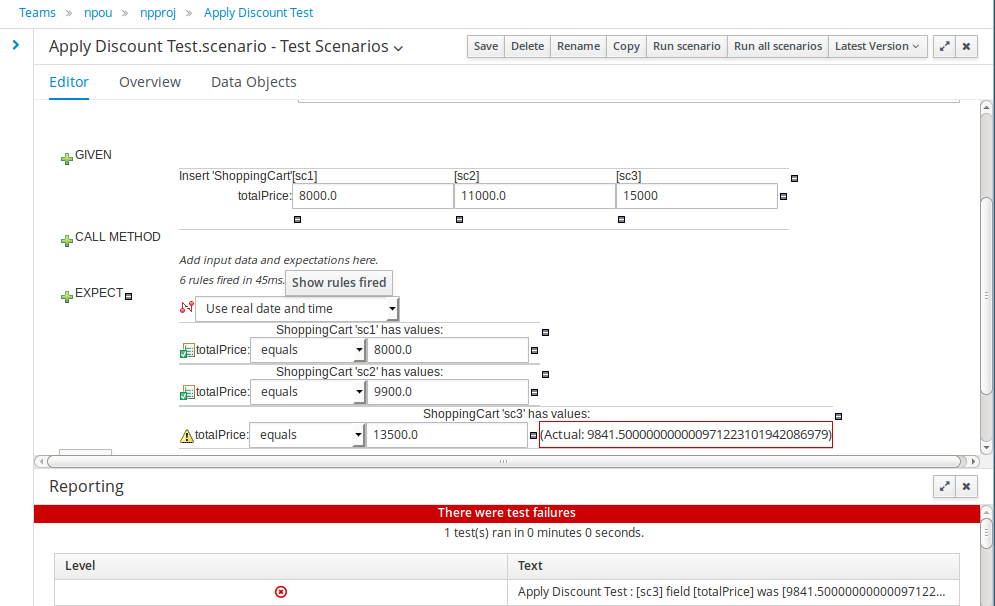 Teams » npou » npproj » Apply Discount Test
Apply Discount Test.scenario - Test Scenarios
Save Delete Rename Copy Run scenario Run all scenarios Latest Version
Editor Overview Data Objects
GIVEN
Insert 'ShoppingCart'[sc1] [sc2] [sc3]
totalPrice: 8000.0 11000.0 15000
CALL METHOD
Add input data and expectations here.
6 rules fired in 45ms. Show rules fired
EXPECT
Use real date and time
ShoppingCart 'sc1' has values:
totalPrice: equals 8000.0
ShoppingCart 'sc2' has values:
totalPrice: equals 9900.0
ShoppingCart 'sc3' has values:
totalPrice: equals 13500.0 (Actual: 9841.500000000000971223101942086979)
Reporting
There were test failures
1 test(s) ran in 0 minutes 0 seconds.
Level Text
Apply Discount Test : [sc3] field [totalPrice] was [9841.50000000000097122...